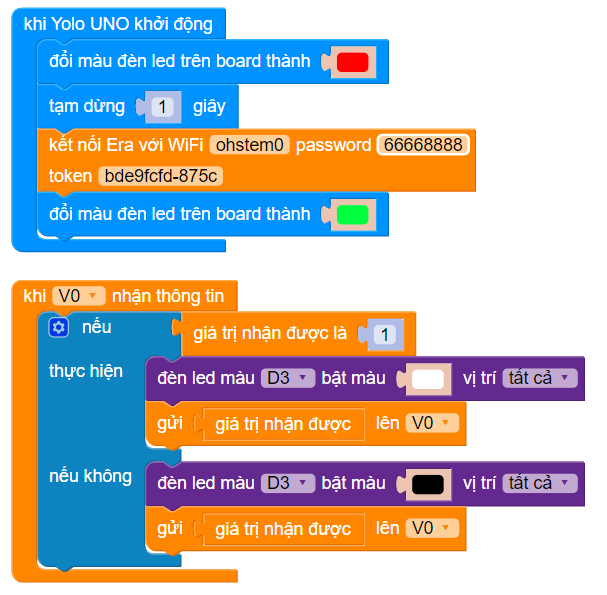 khi Yolo UNO khởi động
đổi màu đèn led trên board thành
tạm dừng 1 giây
kết nối Era với WiFi ohstem0 password 66668888
token bde9fcfd-875c
đổi màu đèn led trên board thành
khi V0 nhận thông tin
nếu giá trị nhận được là 1
thực hiện đèn led màu D3 bật màu vị trí tất cả
gửi giá trị nhận được lên V0
nếu không đèn led màu D3 bật màu vị trí tất cả
gửi giá trị nhận được lên V0